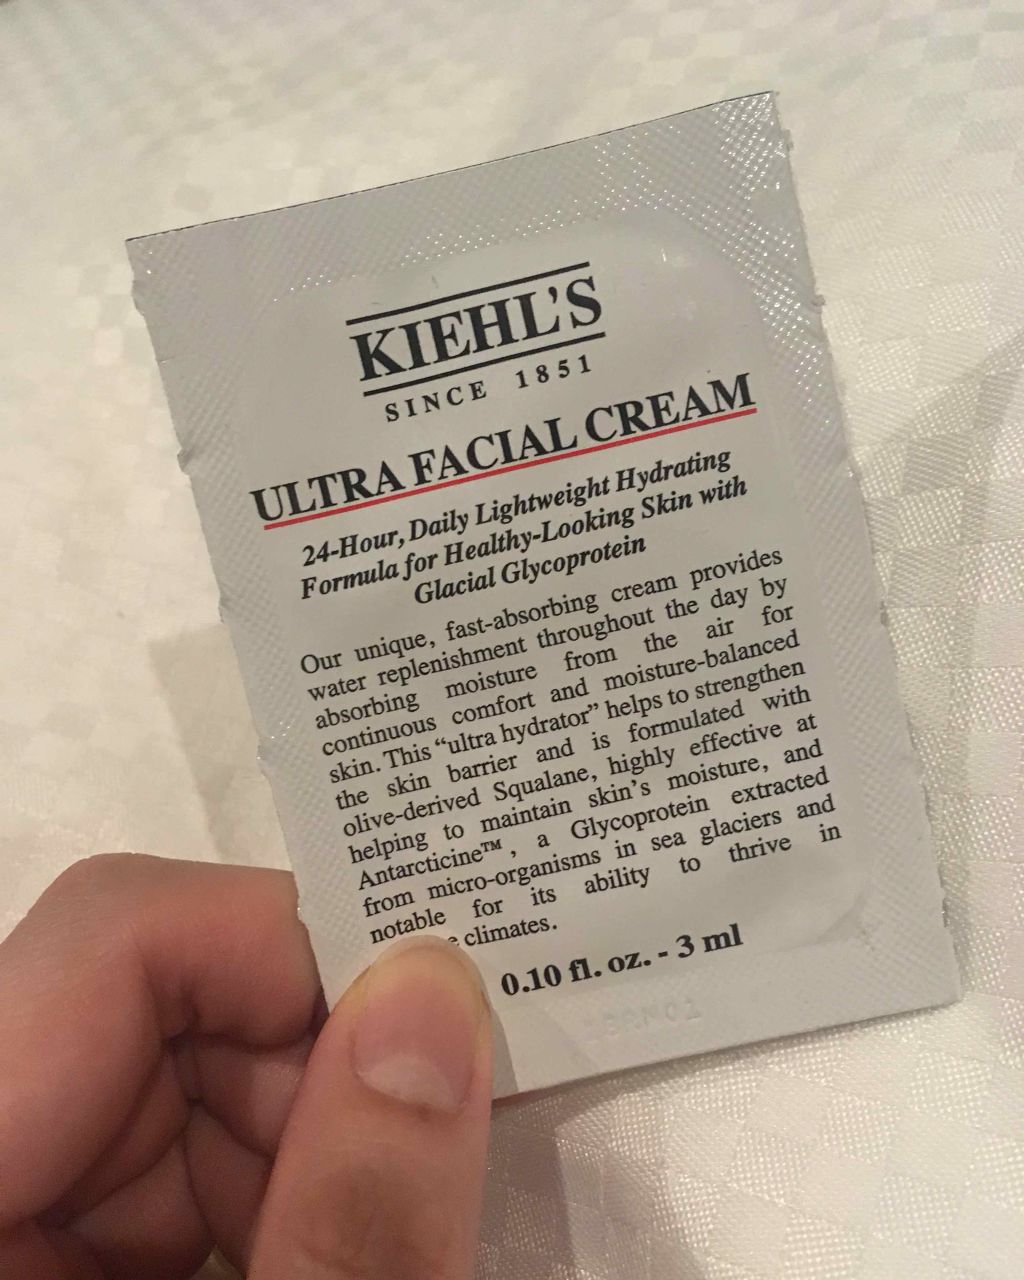 KIEHL'S
SINCE 1851
ULTRA FACIAL CREAM
24-Hour, Daily Lightweight Hydrating
Formula for Healthy-Looking Skin with
Glacial Glycoprotein
Our unique, fast-absorbing cream provides
water replenishment throughout the day by
absorbing moisture from the air for
continuous comfort and moisture-balanced
skin. This “ultra hydrator” helps to strengthen
the skin barrier and is formulated with
olive-derived Squalane, highly effective at
helping to maintain skin's moisture, and
Antarcticine™, a Glycoprotein extracted
from micro-organisms in sea glaciers and
notable for its ability to thrive in
climates.
0.10 fl. oz. - 3 ml